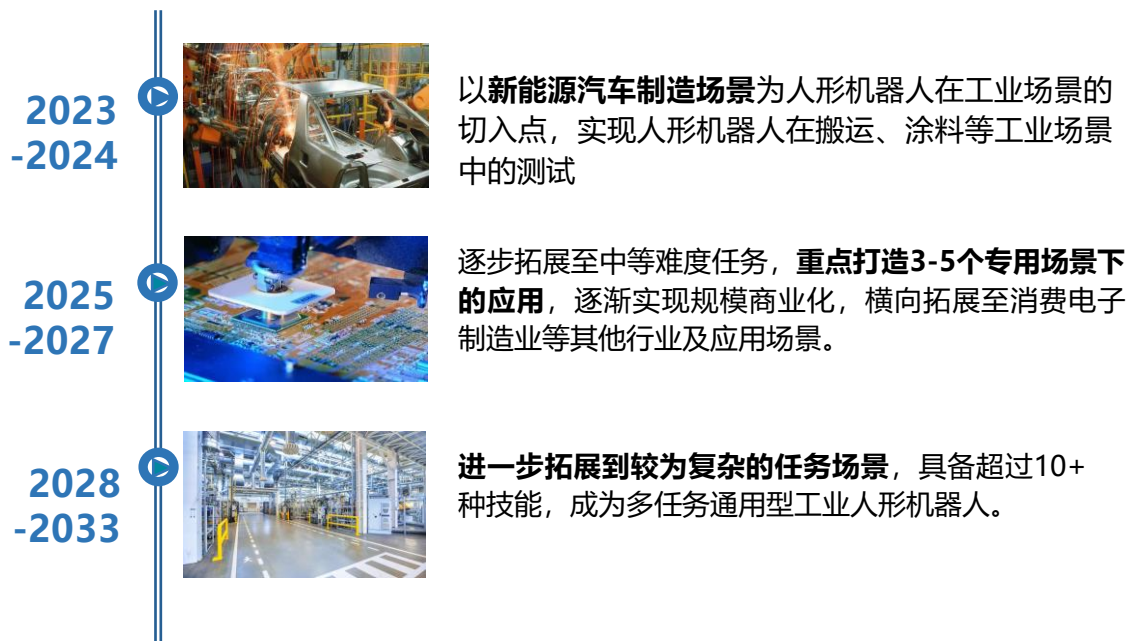 2023
-2024
以新能源汽车制造场景为人形机器人在工业场景的
切入点，实现人形机器人在搬运、涂料等工业场景
中的测试
2025
-2027
逐步拓展至中等难度任务，重点打造3-5个专用场景下
的应用，逐渐实现规模商业化，横向拓展至消费电子
制造业等其他行业及应用场景。
2028
-2033
进一步拓展到较为复杂的任务场景，具备超过10+
种技能，成为多任务通用型工业人形机器人。